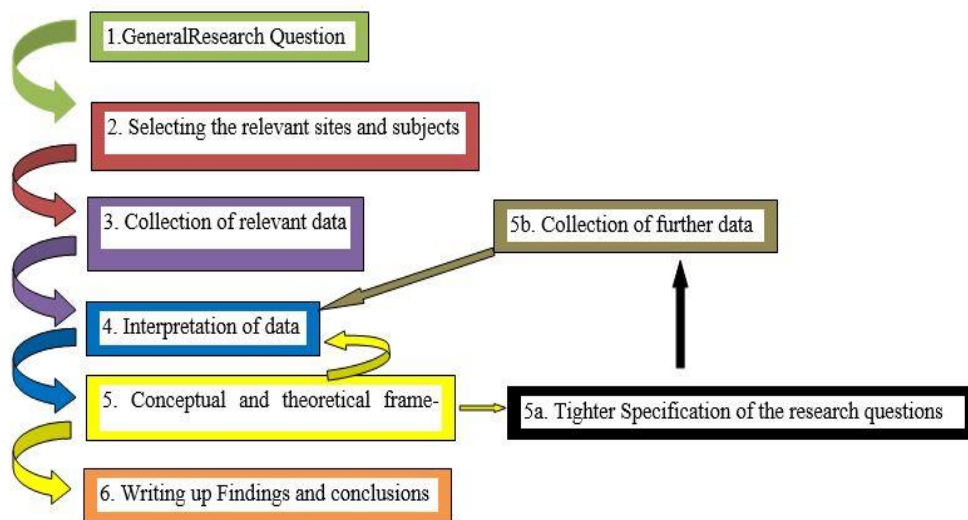 1.GeneralResearch Question
2. Selecting the relevant sites and subjects
3. Collection of relevant data
5b. Collection of further data
4. Interpretation of data
5. Conceptual and theoretical frame-
5a. Tighter Specification of the research questions
6. Writing up Findings and conclusions